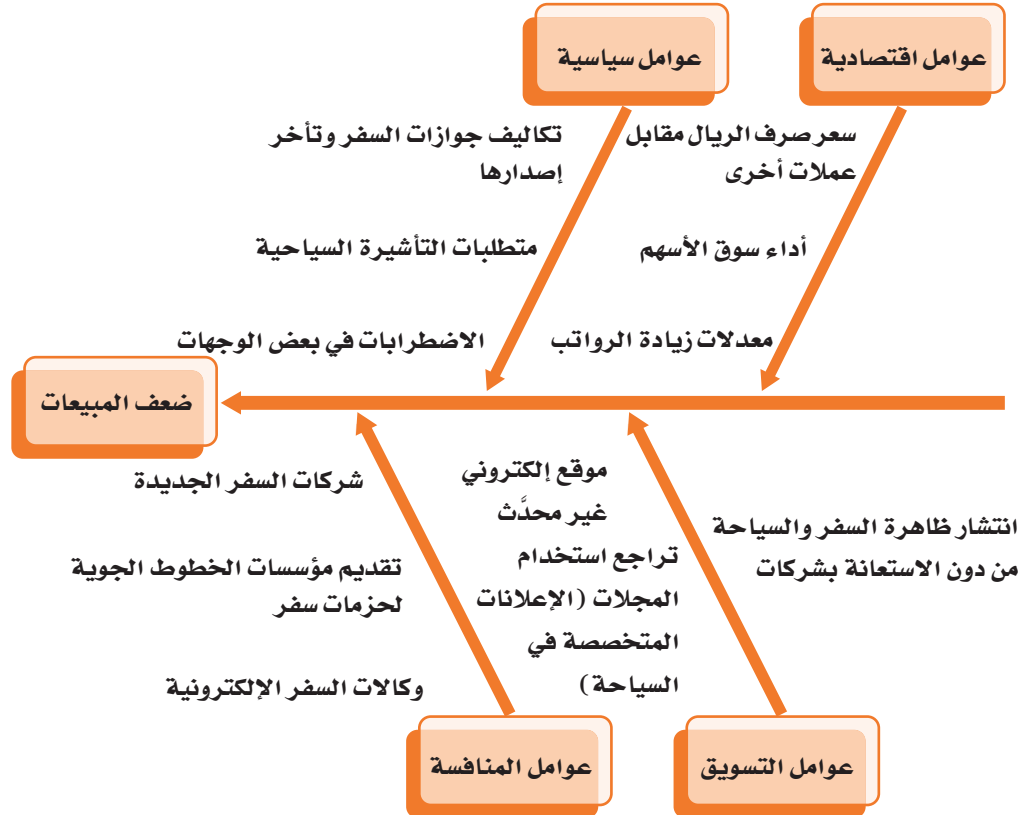 عوامل اقتصادية
سعر صرف الريال مقابل
عملات أخرى
أداء سوق الأسهم
معدلات زيادة الرواتب
عوامل سياسية
تكاليف جوازات السفر وتأخر
إصدارها
متطلبات التأشيرة السياحية
الاضطرابات في بعض الوجهات
ضعف المبيعات
انتشار ظاهرة السفر والسياحة
من دون الاستعانة بشركات
موقع إلكتروني
غير محدَّث
تراجع استخدام
المجلات (الإعلانات
المتخصصة في
السياحة)
عوامل التسويق
شركات السفر الجديدة
تقديم مؤسسات الخطوط الجوية
لحزمات سفر
وكالات السفر الإلكترونية
عوامل المنافسة